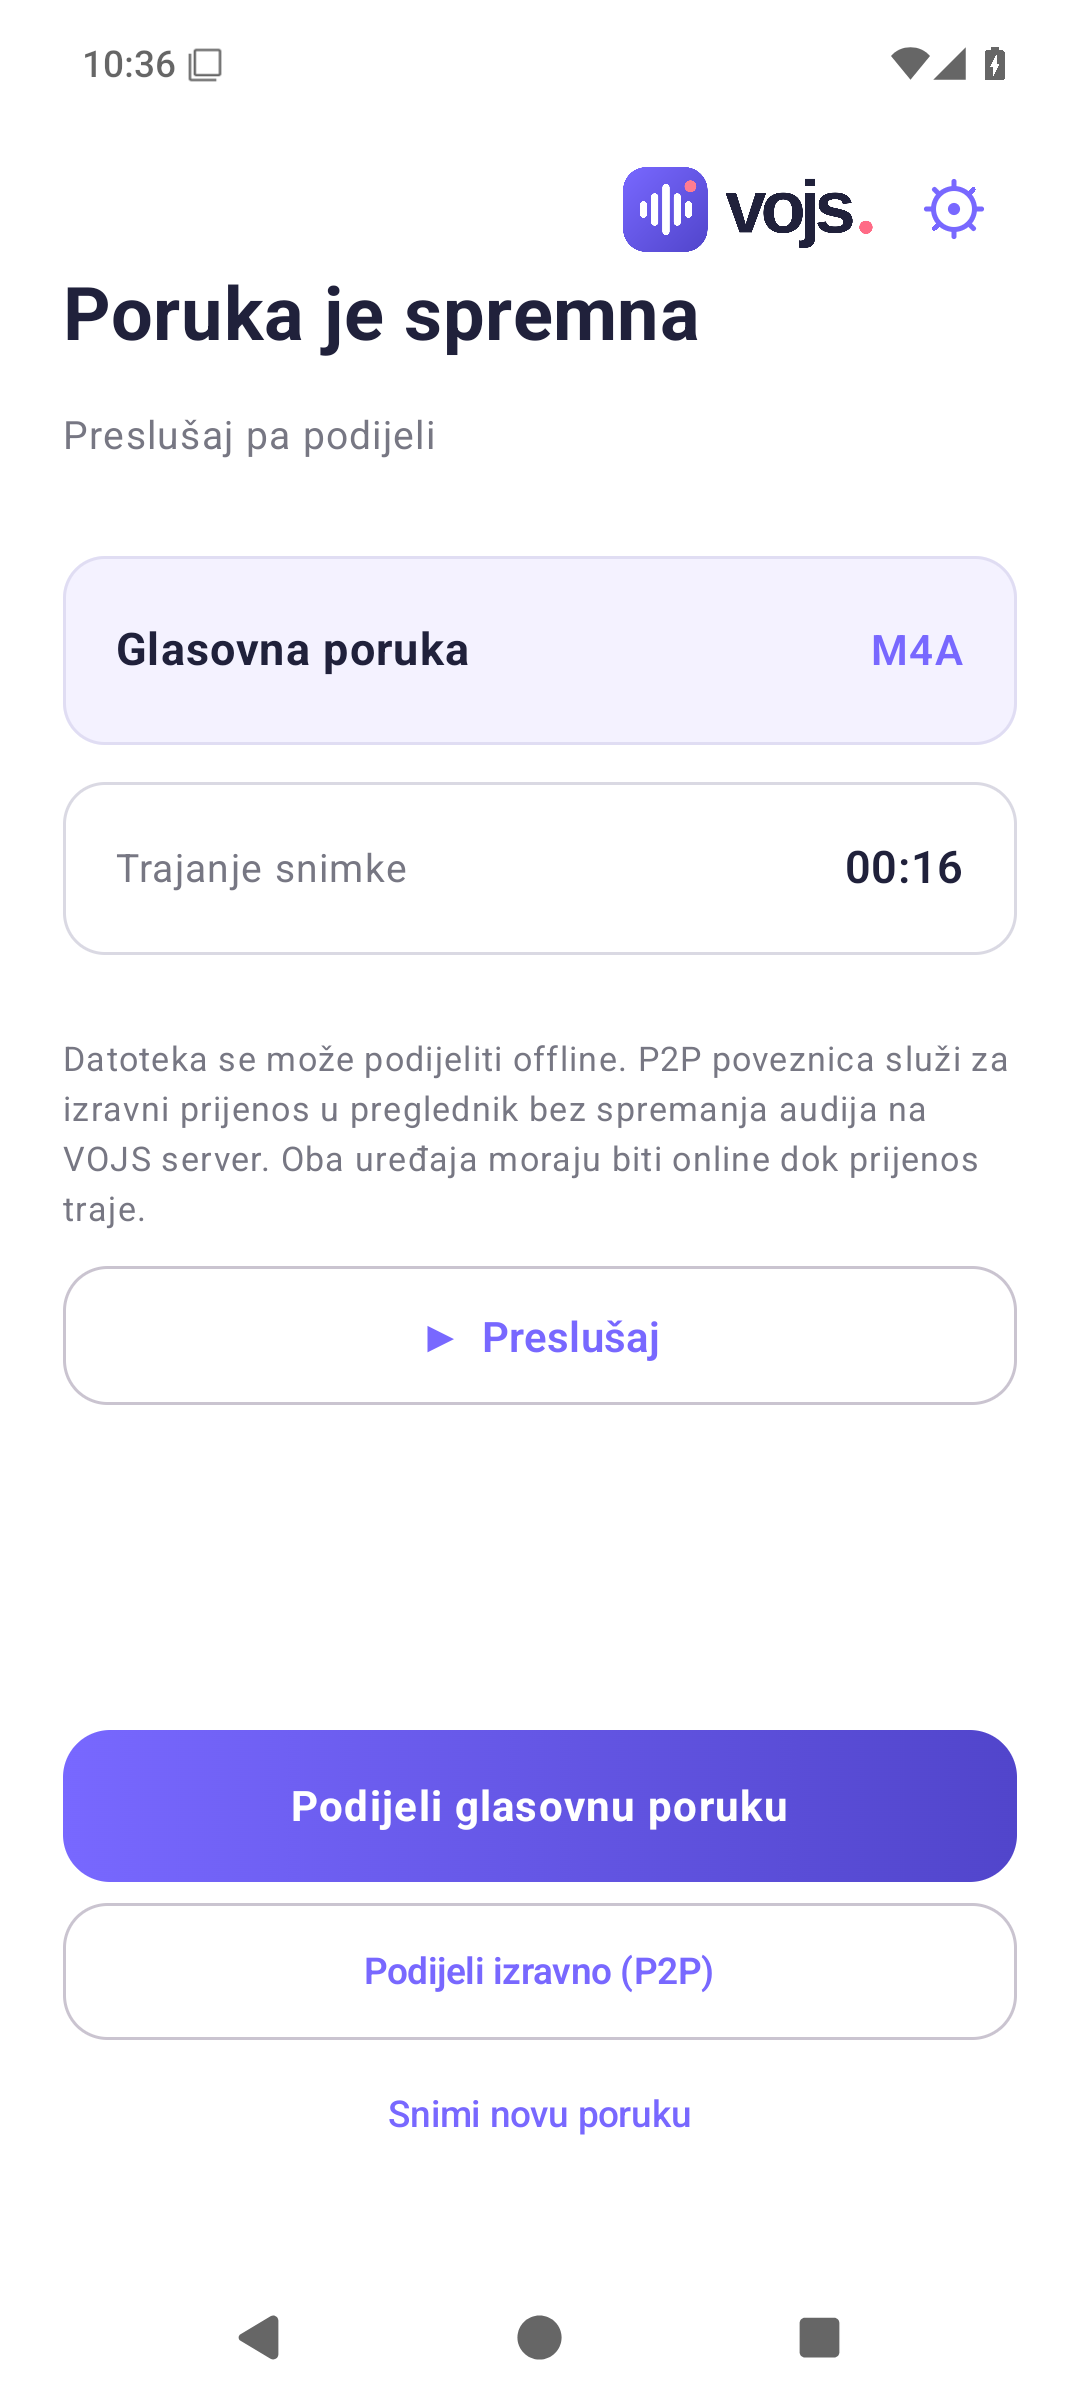 10:36
vojs.
Poruka je spremna
Preslušaj pa podijeli
Glasovna poruka
M4A
Trajanje snimke
00:16
Datoteka se može podijeliti offline. P2P poveznica služi za
izravni prijenos u preglednik bez spremanja audija na
VOJS server. Oba uređaja moraju biti online dok prijenos
traje.
▶ Preslušaj
Podijeli glasovnu poruku
Podijeli izravno (P2P)
Snimi novu poruku